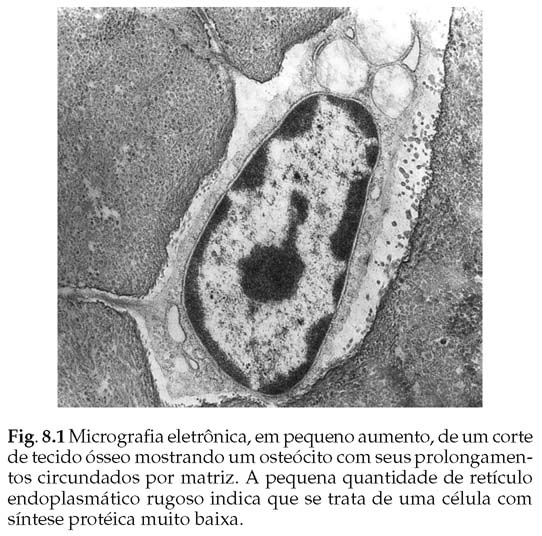 Fig. 8.1 Micrografia eletrônica, em pequeno aumento, de um corte
de tecido ósseo mostrando um osteócito com seus prolongamen-
tos circundados por matriz. A pequena quantidade de retículo
endoplasmático rugoso indica que se trata de uma célula com
síntese protéica muito baixa.